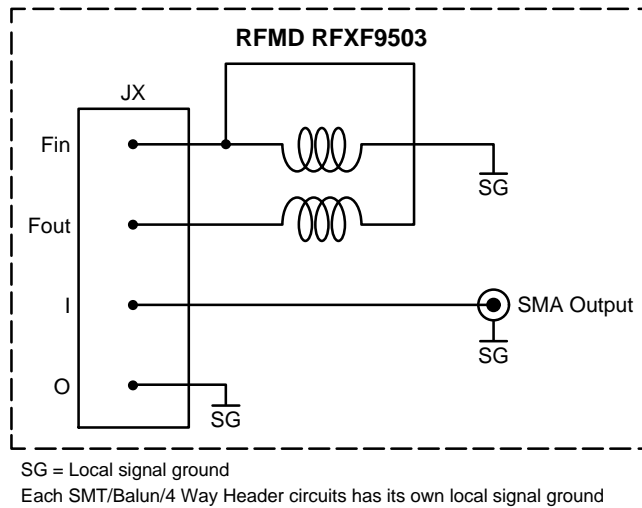 RFMD RFXF9503
JX
Fin
SG
Fout
I
SMA Output
SG
O
SG
SG = Local signal ground
Each SMT/Balun/4 Way Header circuits has its own local signal ground